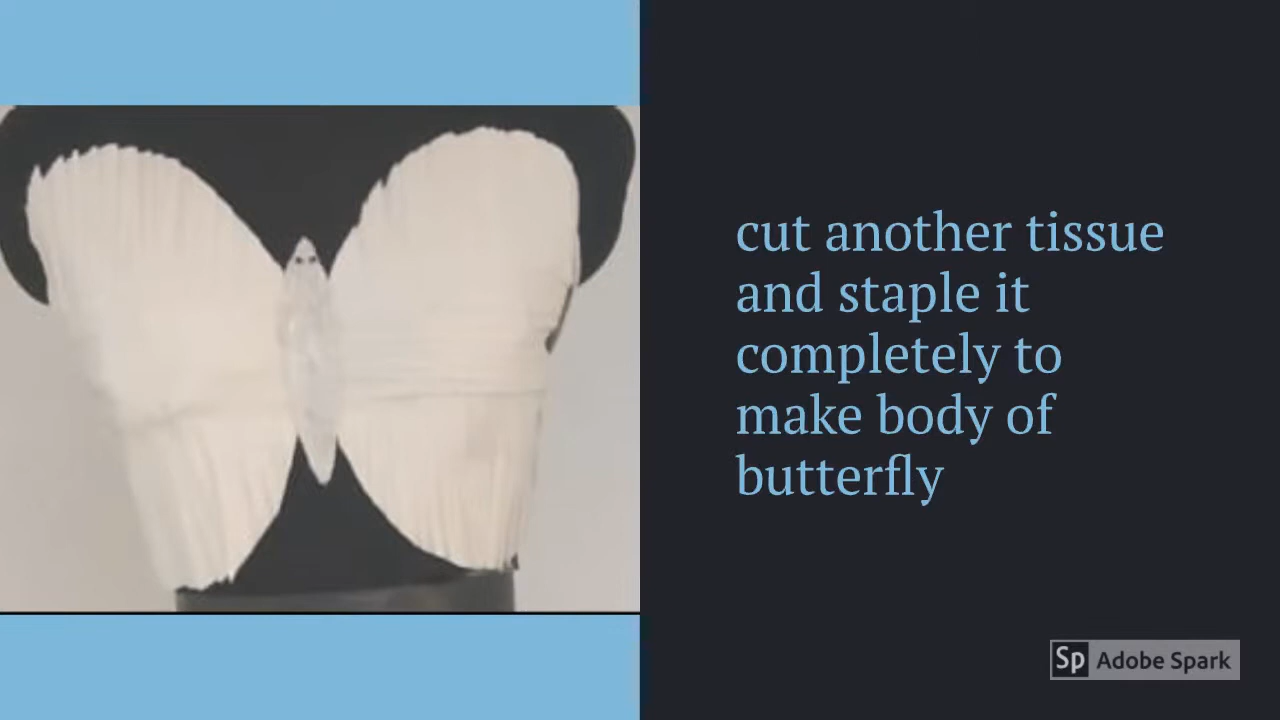 cut another tissue
and staple it
completely to
make body of
butterfly
Sp Adobe Spark